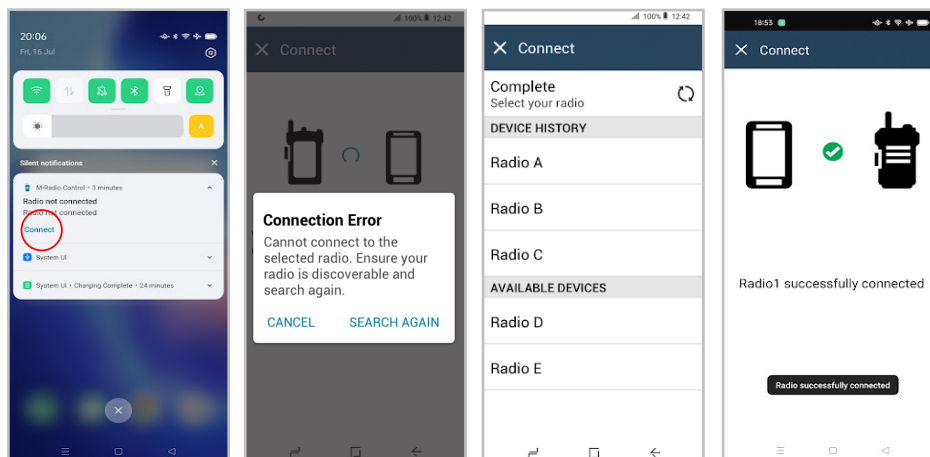 20:06
Fri, 16 Jul
A
Silent notifications
M-Radio Control • 3 minutes
Radio not connected
Radio not connected
Connect
System UI
System UI • Charging Complete • 24 minutes
100% 12:42
Connect
Connection Error
Cannot connect to the
selected radio. Ensure your
radio is discoverable and
search again.
CANCEL SEARCH AGAIN
100% 12:42
Connect
Complete
Select your radio
DEVICE HISTORY
Radio A
Radio B
Radio C
AVAILABLE DEVICES
Radio D
Radio E
18:55
Connect
Radio1 successfully connected
Radio successfully connected